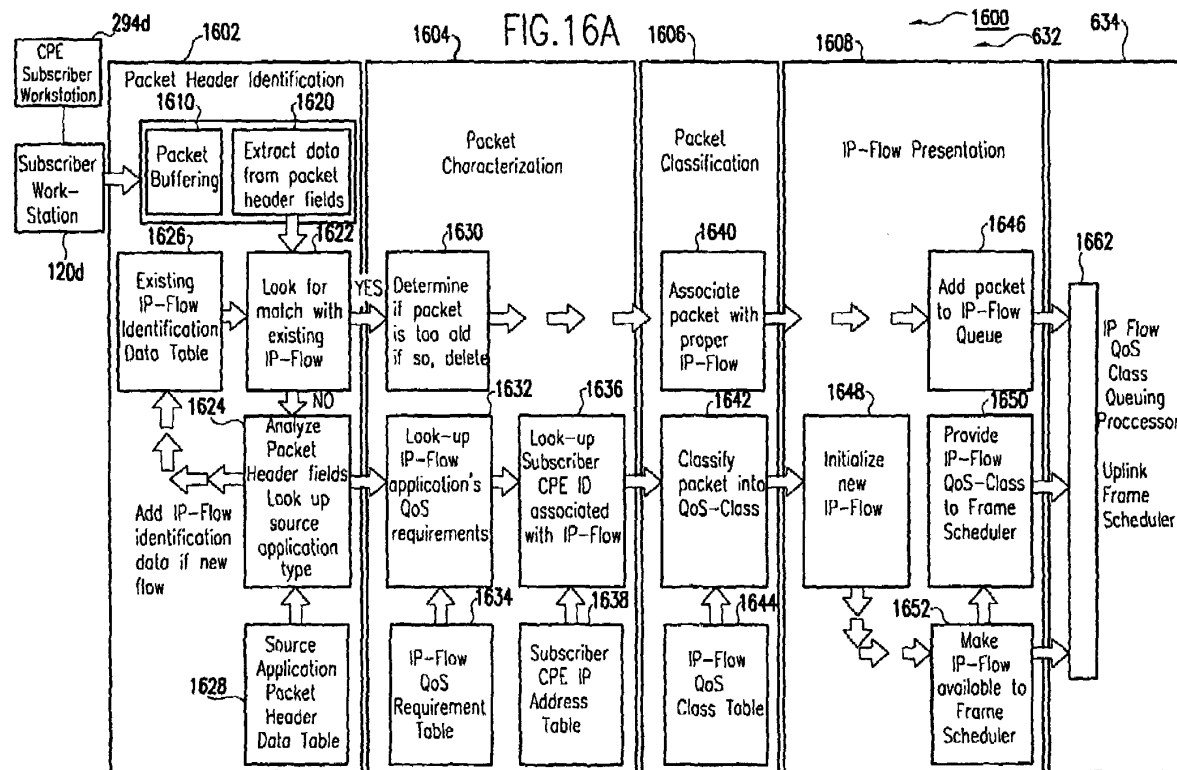 FIG.16A
1600
632
294d
1602
1604
1606
1608
634
CPE
Subscriber
Workstation
Subscriber
Work-
Station
120d
Packet Header Identification
1610
1620
Packet
Buffering
Extract data
from packet
header fields
1626
1622
Existing
IP-Flow
Identification
Data Table
Look for
match with
existing
IP-Flow
YES
NO
1624
Analyze
Packet
Header fields
Look up
source
application
type
Add IP-Flow
identification
data if new
flow
1628
Source
Application
Packet
Header
Data Table
Packet
Characterization
1630
Determine
if packet
is too old
if so, delete
1632
Look-up
IP-Flow
application's
QoS
requirements
1636
Look-up
Subscriber
CPE ID
associated
with IP-Flow
1634
IP-Flow
QoS
Requirement
Table
1638
Subscriber
CPE IP
Address
Table
Packet
Classification
1640
Associate
packet with
proper
IP-Flow
1642
Classify
packet into
QoS-Class
1644
IP-Flow
QoS
Class Table
IP-Flow Presentation
1646
Add packet
to IP-Flow
Queue
1648
Initialize
new
IP-Flow
1650
Provide
IP-Flow
QoS-Class
to Frame
Scheduler
1652
Make
IP-Flow
available to
Frame
Scheduler
1662
IP Flow
QoS
Class
Queuing
Proccessor
Uplink
Frame
Scheduler